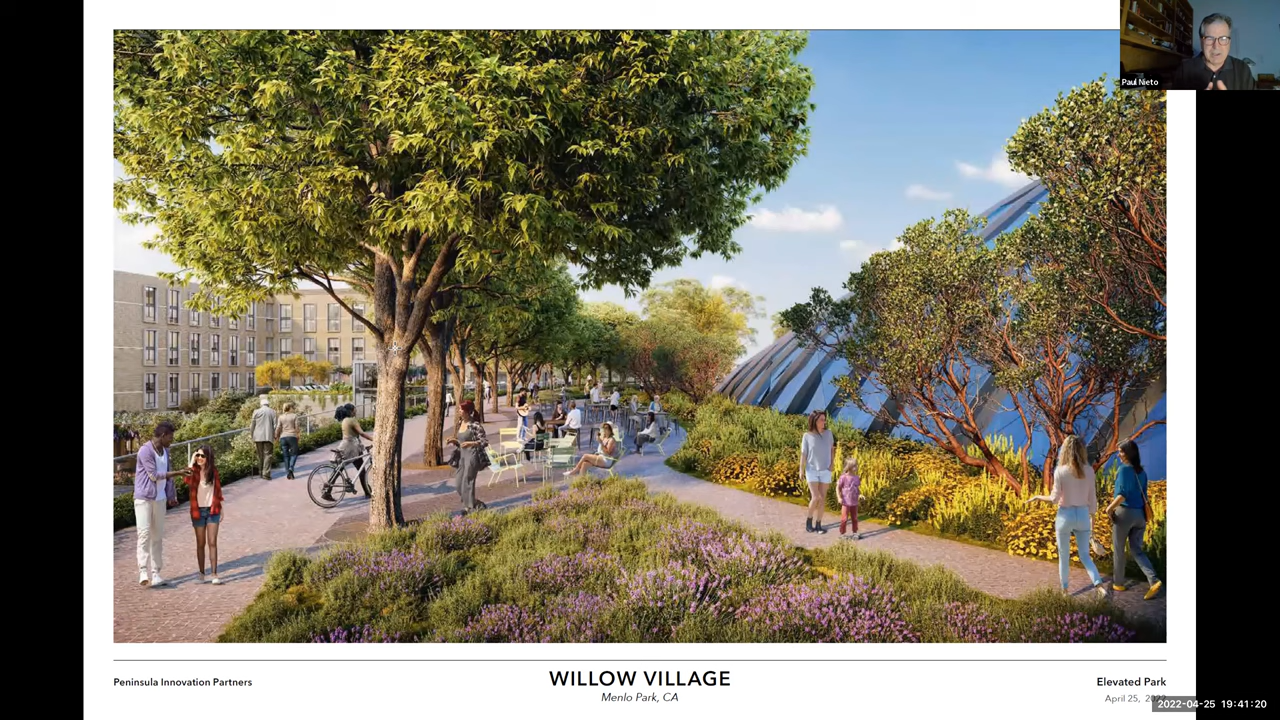 Paul Nieto
Peninsula Innovation Partners
WILLOW VILLAGE
Menlo Park, CA
Elevated Park
April 25, 2022
2022-04-25 19:41:20